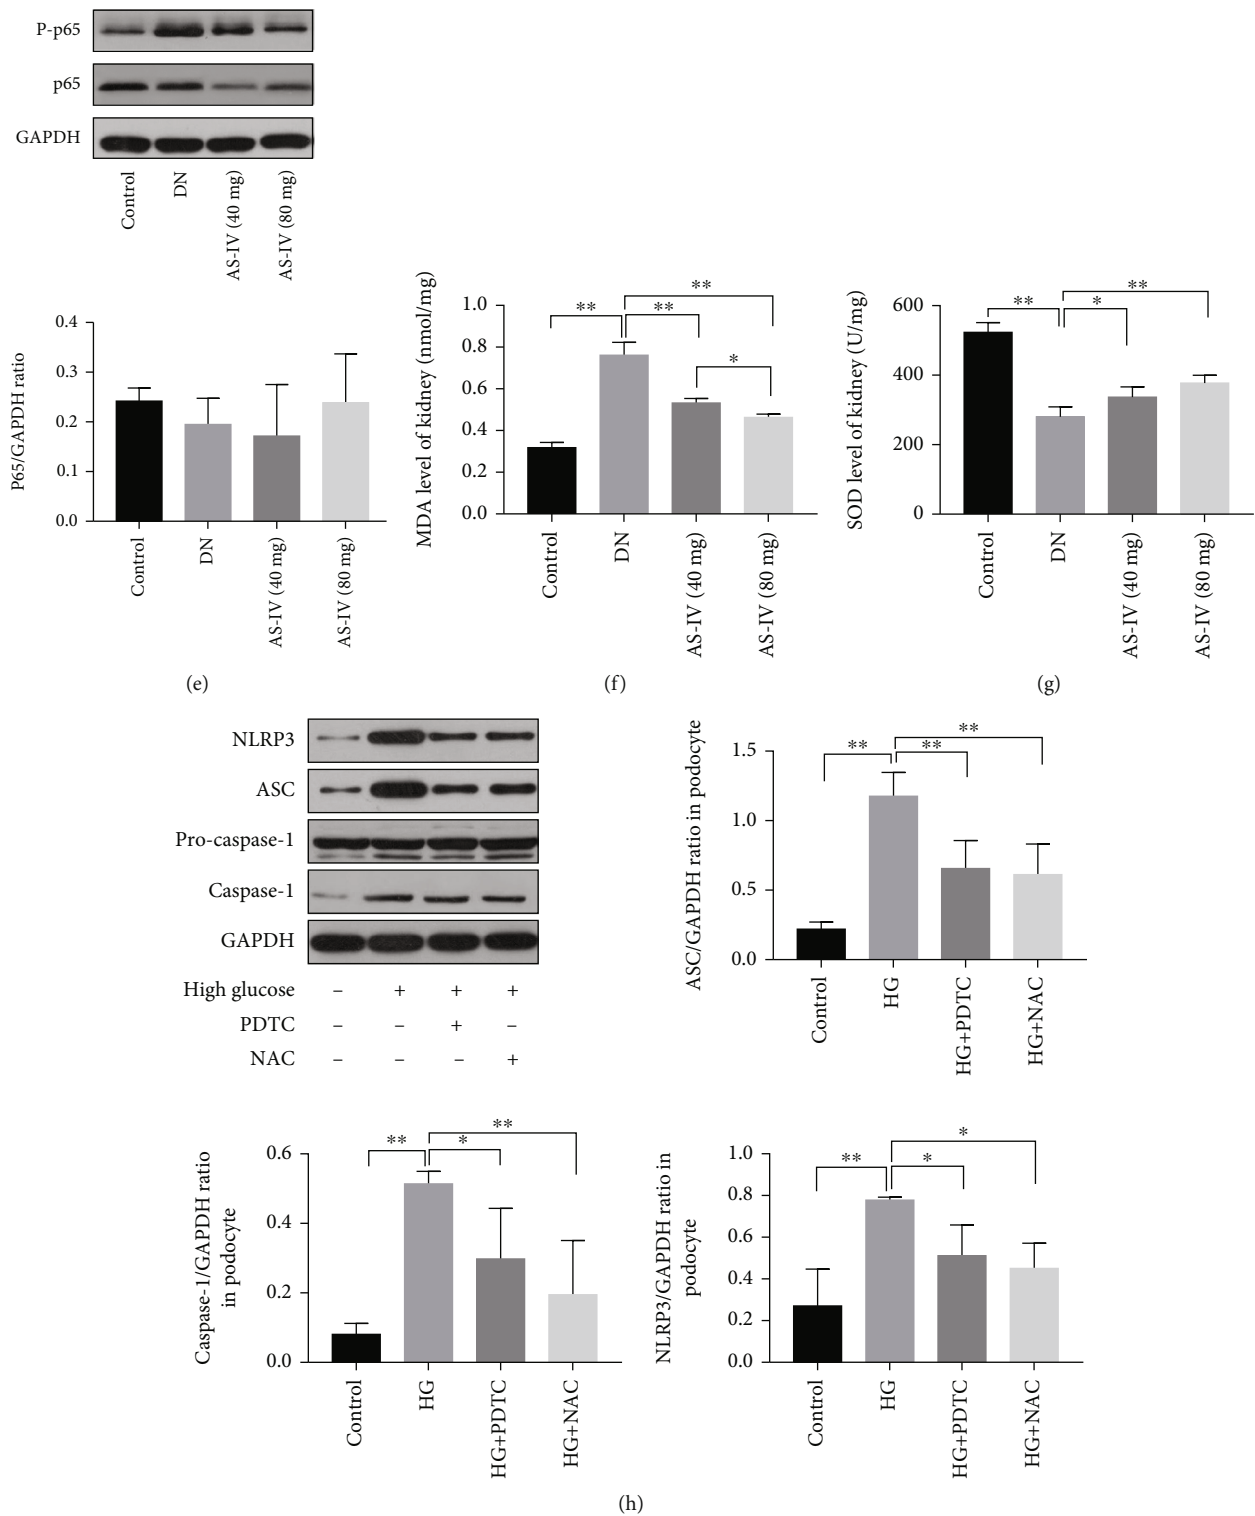 P-p65
p65
GAPDH
Control
DN
AS-IV (40 mg)
AS-IV (80 mg)
P65/GAPDH ratio
0.4
0.3
0.2
0.1
0.0
Control
DN
AS-IV (40 mg)
AS-IV (80 mg)
(e)
MDA level of kidney (nmol/mg)
1.0
0.8
0.6
0.4
0.2
0.0
**
**
**
*
Control
DN
AS-IV (40 mg)
AS-IV (80 mg)
(f)
SOD level of kidney (U/mg)
600
400
200
0
**
*
**
Control
DN
AS-IV (40 mg)
AS-IV (80 mg)
(g)
NLRP3
ASC
Pro-caspase-1
Caspase-1
GAPDH
High glucose – + + +
PDTC – – + –
NAC – – – +
ASC/GAPDH ratio in podocyte
1.5
1.0
0.5
0.0
**
**
**
Control
HG
HG+PDTC
HG+NAC
Caspase-1/GAPDH ratio
in podocyte
0.6
0.4
0.2
0.0
**
*
**
Control
HG
HG+PDTC
HG+NAC
NLRP3/GAPDH ratio in
podocyte
1.0
0.8
0.6
0.4
0.2
0.0
**
*
*
Control
HG
HG+PDTC
HG+NAC
(h)